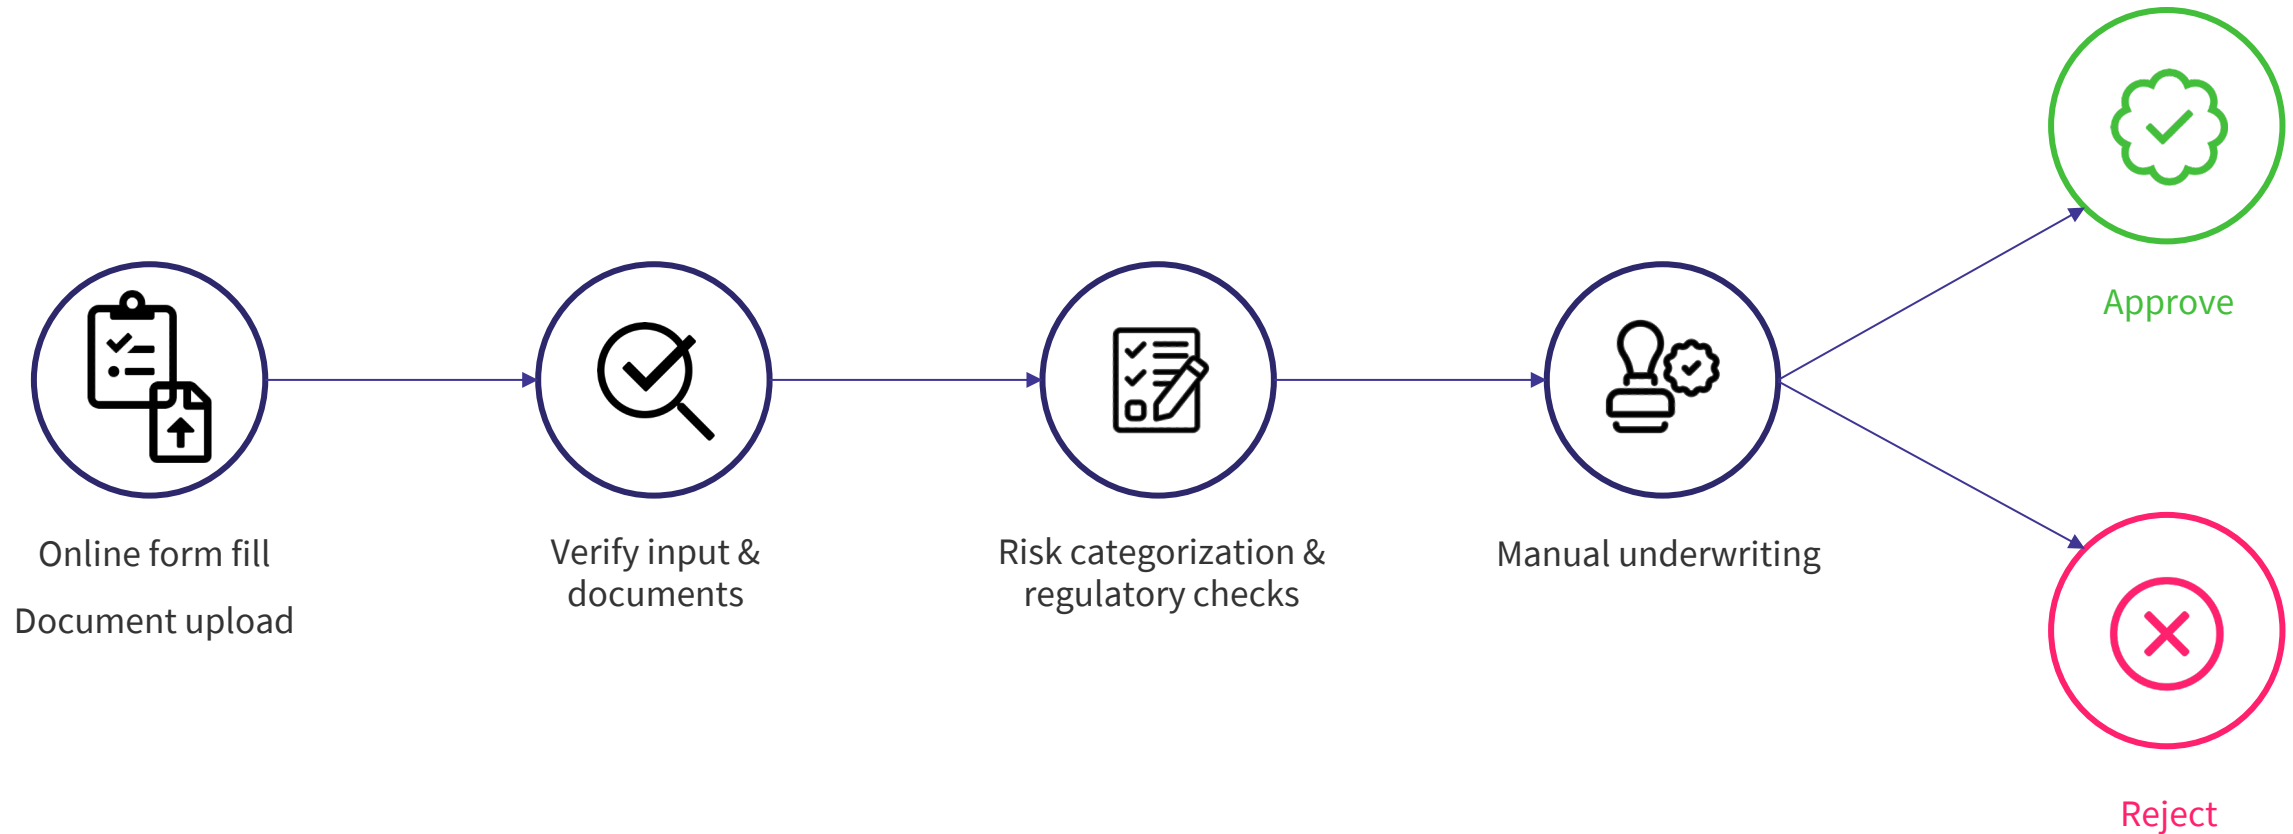 Online form fill
Document upload
Verify input &
documents
Risk categorization &
regulatory checks
Manual underwriting
Approve
Reject